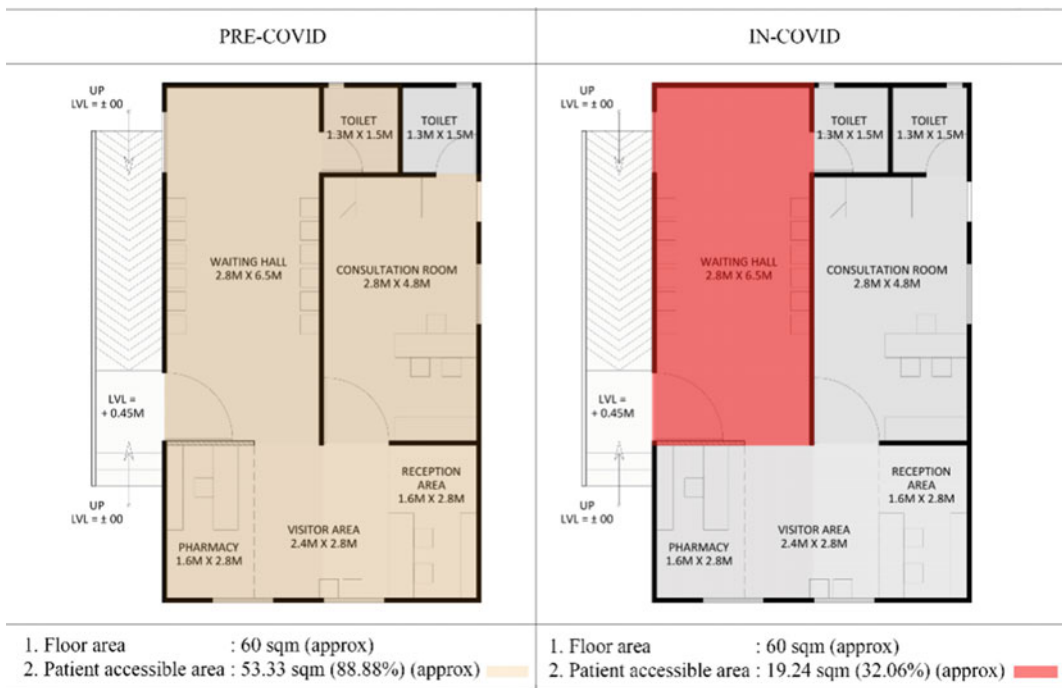 PRE-COVID
UP
LVL = ± 00
TOILET
1.3M X 1.5M
TOILET
1.3M X 1.5M
WAITING HALL
2.8M X 6.5M
CONSULTATION ROOM
2.8M X 4.8M
LVL =
+ 0.45M
RECEPTION
AREA
1.6M X 2.8M
UP
LVL = ± 00
VISITOR AREA
2.4M X 2.8M
PHARMACY
1.6M X 2.8M
1. Floor area : 60 sqm (approx)
2. Patient accessible area : 53.33 sqm (88.88%) (approx)
IN-COVID
UP
LVL = ± 00
TOILET
1.3M X 1.5M
TOILET
1.3M X 1.5M
WAITING HALL
2.8M X 6.5M
CONSULTATION ROOM
2.8M X 4.8M
LVL =
+ 0.45M
RECEPTION
AREA
1.6M X 2.8M
UP
LVL = ± 00
VISITOR AREA
2.4M X 2.8M
PHARMACY
1.6M X 2.8M
1. Floor area : 60 sqm (approx)
2. Patient accessible area : 19.24 sqm (32.06%) (approx)